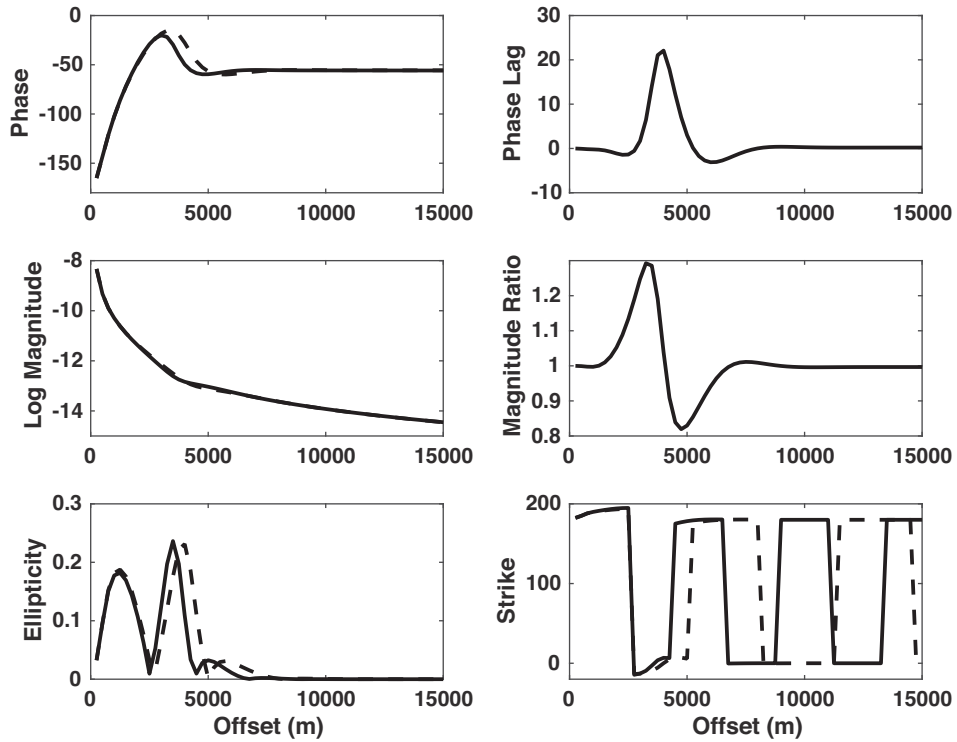 0
-50
-100
-150
Phase
0 5000 10000 15000
30
20
10
0
-10
Phase Lag
0 5000 10000 15000
-8
-10
-12
-14
Log Magnitude
0 5000 10000 15000
1.2
1.1
1
0.9
0.8
Magnitude Ratio
0 5000 10000 15000
0.3
0.2
0.1
0
Ellipticity
0 5000 10000 15000
Offset (m)
200
100
0
Strike
0 5000 10000 15000
Offset (m)